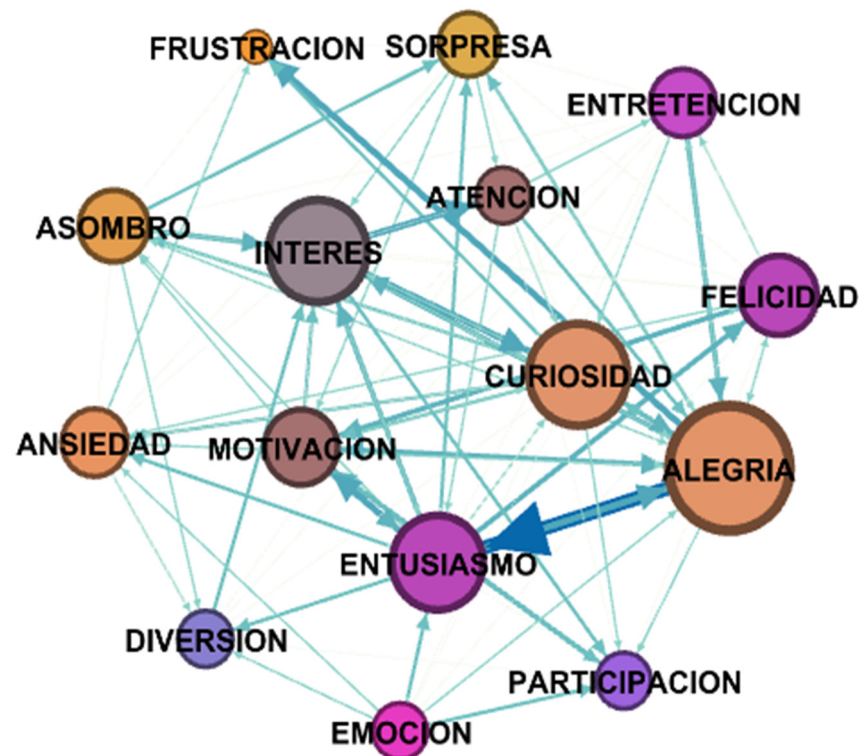 FRUSTRACION
SORPRESA
ENTRETENCION
ATENCION
ASOMBRO
INTERES
FELICIDAD
CURIOSIDAD
ANSIEDAD
MOTIVACION
ALEGRIA
ENTUSIASMO
DIVERSION
PARTICIPACION
EMOCION